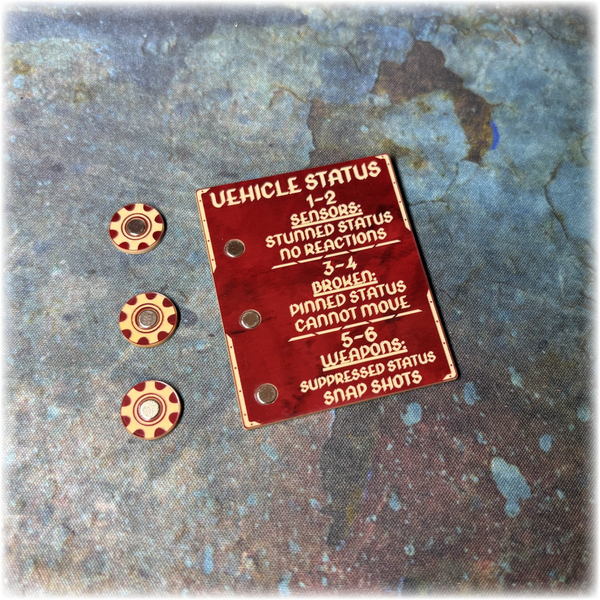 VEHICLE STATUS
1-2
SENSORS:
STUNNED STATUS
NO REACTIONS
3-4
BROKEN:
PINNED STATUS
CANNOT MOVE
5-6
WEAPONS:
SUPPRESSED STATUS
SNAP SHOTS